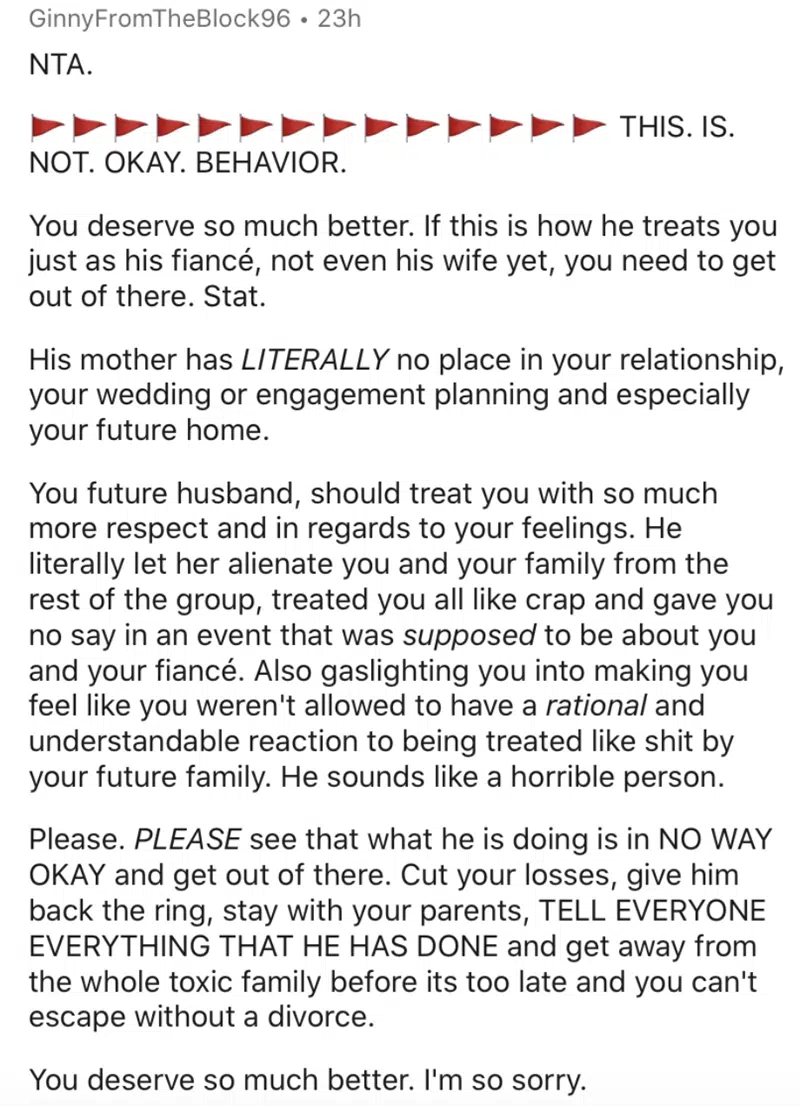 GinnyFromTheBlock96 • 23h
NTA.
🚩🚩🚩🚩🚩🚩🚩🚩🚩🚩🚩🚩🚩🚩 THIS. IS.
NOT. OKAY. BEHAVIOR.
You deserve so much better. If this is how he treats you
just as his fiancé, not even his wife yet, you need to get
out of there. Stat.
His mother has LITERALLY no place in your relationship,
your wedding or engagement planning and especially
your future home.
You future husband, should treat you with so much
more respect and in regards to your feelings. He
literally let her alienate you and your family from the
rest of the group, treated you all like crap and gave you
no say in an event that was supposed to be about you
and your fiancé. Also gaslighting you into making you
feel like you weren't allowed to have a rational and
understandable reaction to being treated like shit by
your future family. He sounds like a horrible person.
Please. PLEASE see that what he is doing is in NO WAY
OKAY and get out of there. Cut your losses, give him
back the ring, stay with your parents, TELL EVERYONE
EVERYTHING THAT HE HAS DONE and get away from
the whole toxic family before its too late and you can't
escape without a divorce.
You deserve so much better. I'm so sorry.